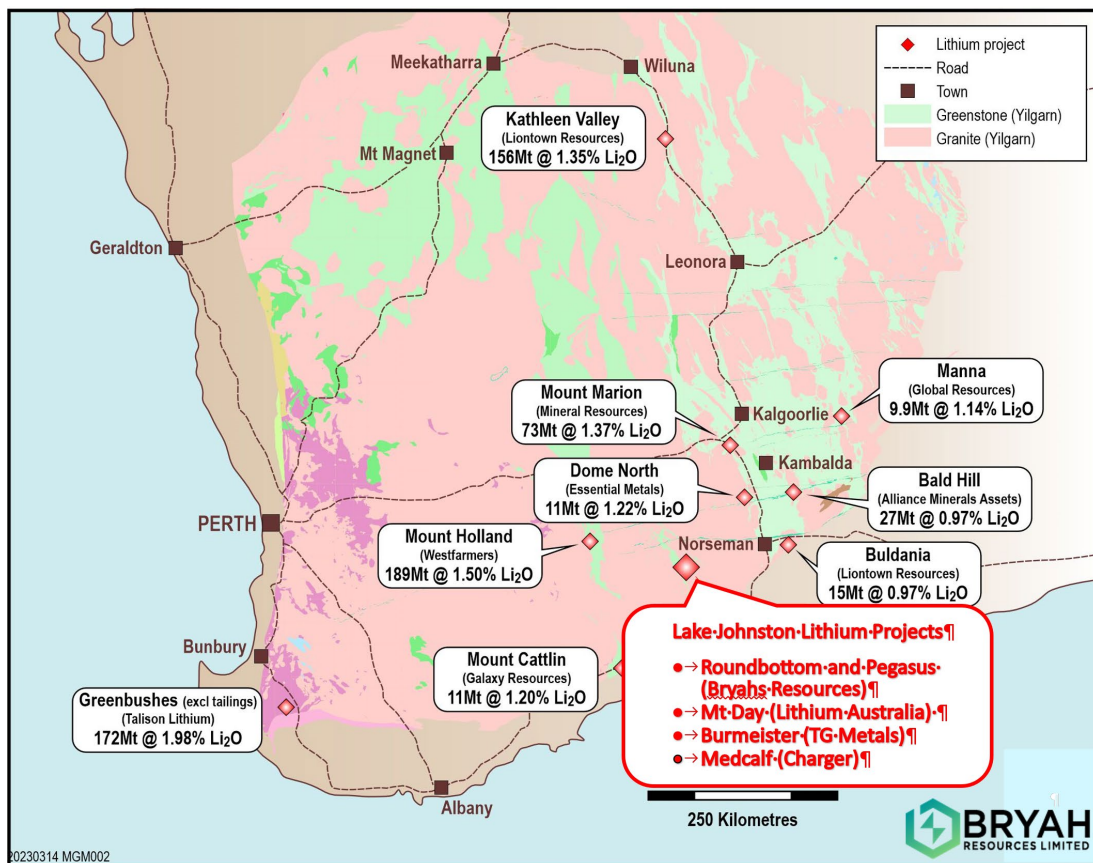 Lithium project
Road
Town
Greenstone (Yilgarn)
Granite (Yilgarn)
Meekatharra
Wiluna
Kathleen Valley
(Liontown Resources)
156Mt @ 1.35% Li₂O
Mt Magnet
Geraldton
Leonora
Manna
(Global Resources)
9.9Mt @ 1.14% Li₂O
Mount Marion
(Mineral Resources)
73Mt @ 1.37% Li₂O
Kalgoorlie
Kambalda
Dome North
(Essential Metals)
11Mt @ 1.22% Li₂O
Bald Hill
(Alliance Minerals Assets)
27Mt @ 0.97% Li₂O
PERTH
Mount Holland
(Westfarmers)
189Mt @ 1.50% Li₂O
Norseman
Buldania
(Liontown Resources)
15Mt @ 0.97% Li₂O
Lake·Johnston·Lithium·Projects¶
●→Roundbottom·and·Pegasus·
(Bryahs·Resources)¶
●→Mt·Day·(Lithium·Australia)·¶
●→Burmeister·(TG·Metals)¶
●→Medcalf·(Charger)¶
Bunbury
Mount Cattlin
(Galaxy Resources)
11Mt @ 1.20% Li₂O
Greenbushes (excl tailings)
(Talison Lithium)
172Mt @ 1.98% Li₂O
Albany
250 Kilometres
¶
BRYAH
RESOURCES LIMITED
20230314 MGM002